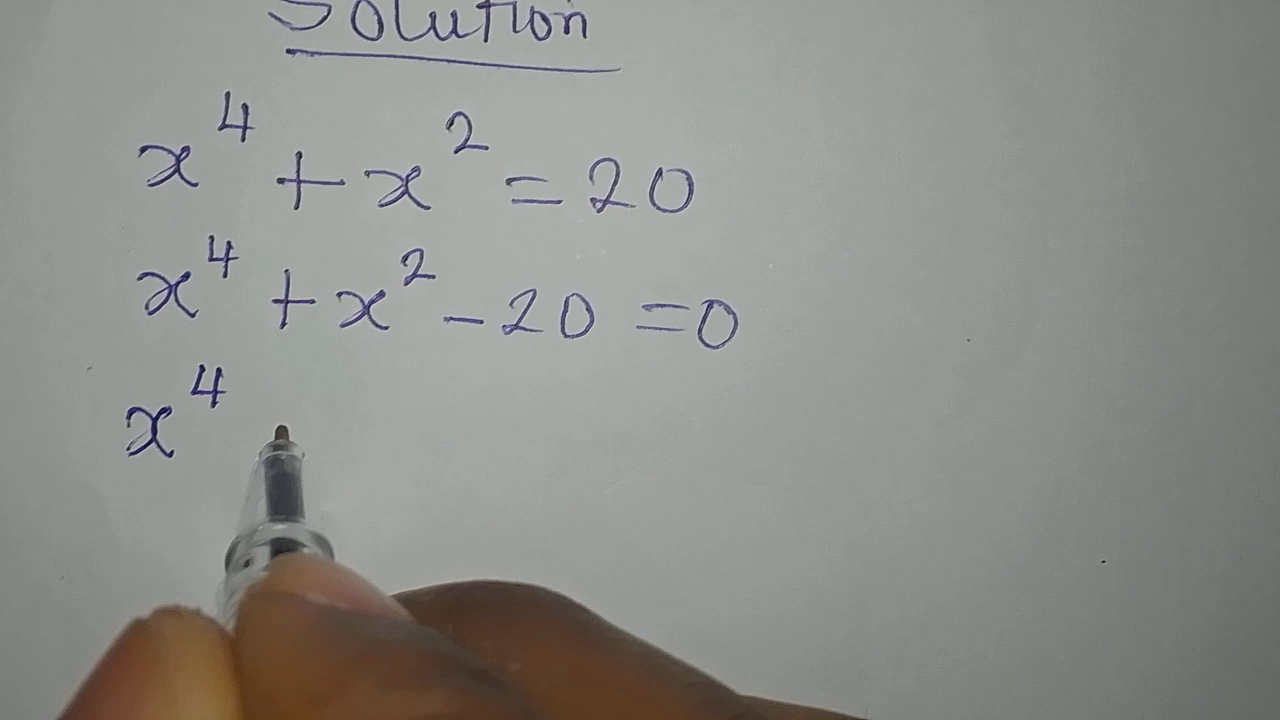 Solution
x⁴ + x² = 20
x⁴ + x² - 20 = 0
x⁴